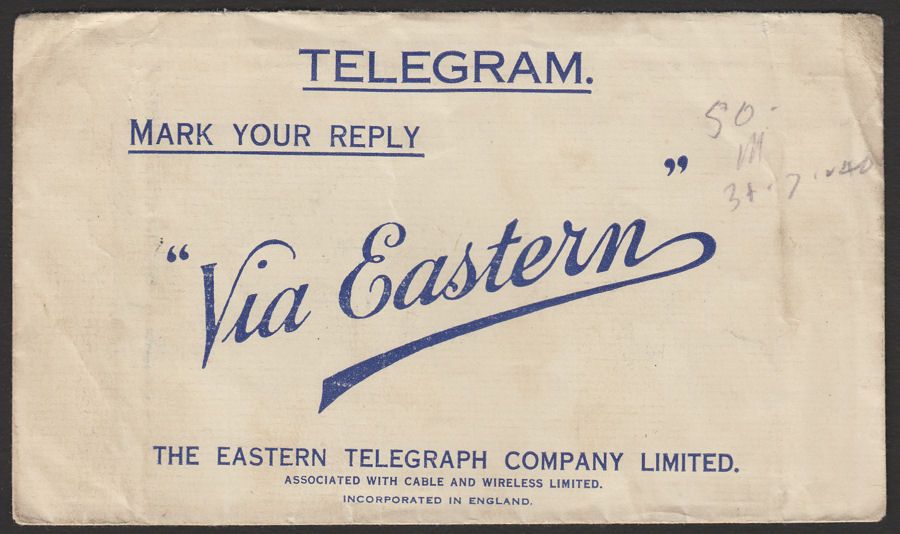 TELEGRAM.
MARK YOUR REPLY
"Via Eastern"
THE EASTERN TELEGRAPH COMPANY LIMITED.
ASSOCIATED WITH CABLE AND WIRELESS LIMITED.
INCORPORATED IN ENGLAND.
50